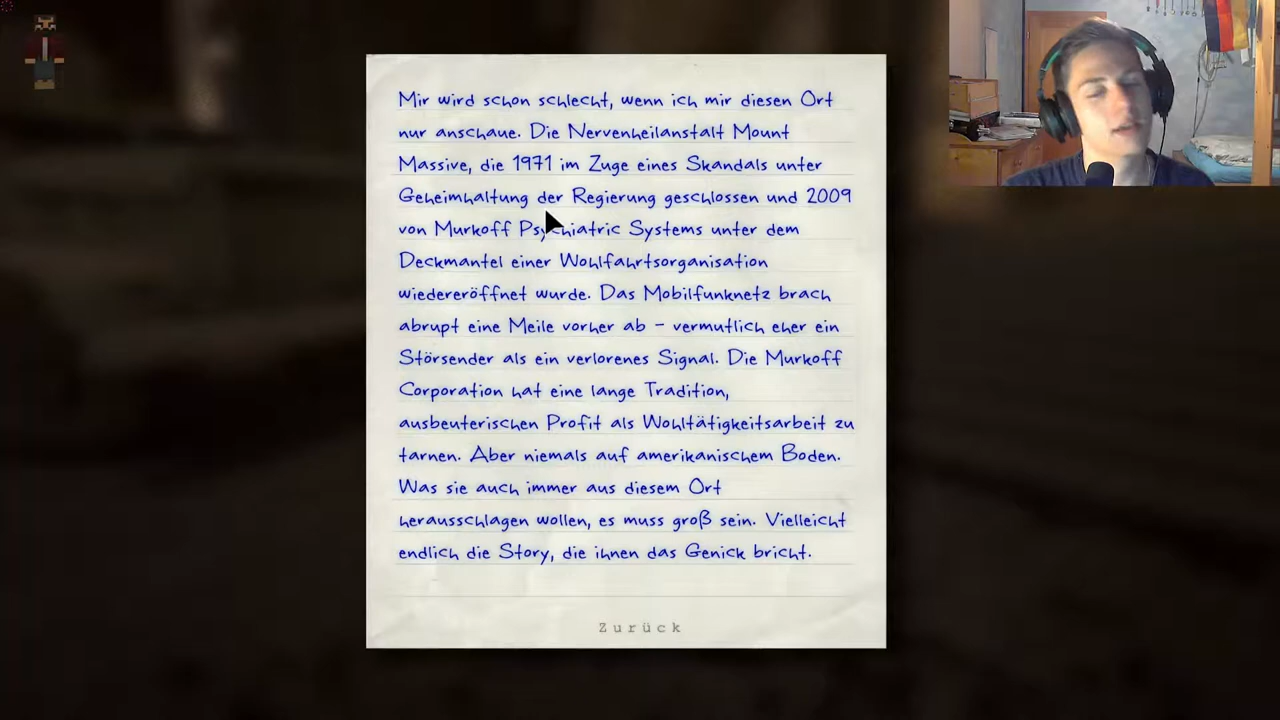 Mir wird schon schlecht, wenn ich mir diesen Ort
nur anschaue. Die Nervenheilanstalt Mount
Massive, die 1971 im Zuge eines Skandals unter
Geheimhaltung der Regierung geschlossen und 2009
von Murkoff Psychiatric Systems unter dem
Deckmantel einer Wohlfahrtsorganisation
wiedereröffnet wurde. Das Mobilfunknetz brach
abrupt eine Meile vorher ab - vermutlich eher ein
Störsender als ein verlorenes Signal. Die Murkoff
Corporation hat eine lange Tradition,
ausbeuterischen Profit als Wohltätigkeitsarbeit zu
tarnen. Aber niemals auf amerikanischem Boden.
Was sie auch immer aus diesem Ort
herausschlagen wollen, es muss groß sein. Vielleicht
endlich die Story, die ihnen das Genick bricht.
Zurück